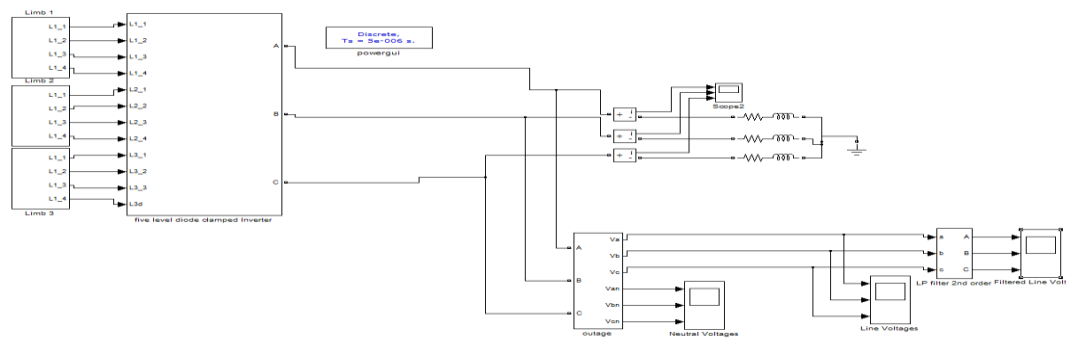 Limb 1
L1_1
L1_2
L1_3
L1_4
Limb 2
L1_1
L1_2
L1_3
L1_4
L1_1
L1_2
L1_3
L1_4
Limb 3
L1_1
L1_2
L1_3
L1_4
L2_1
L2_2
L2_3
L2_4
L3_1
L3_2
L3_3
L3d
A
B
C
five level diode clamped Inverter
Discrete,
Ts = 5e-006 s.
powergui
Scope2
+ i
-
+ i
-
+ i
-
A
B
C
Va
Vb
Vc
Van
Vbn
Vcn
outage
Neutral Voltages
Line Voltages
a A
b B
c C
LP filter 2nd order
Filtered Line Volt